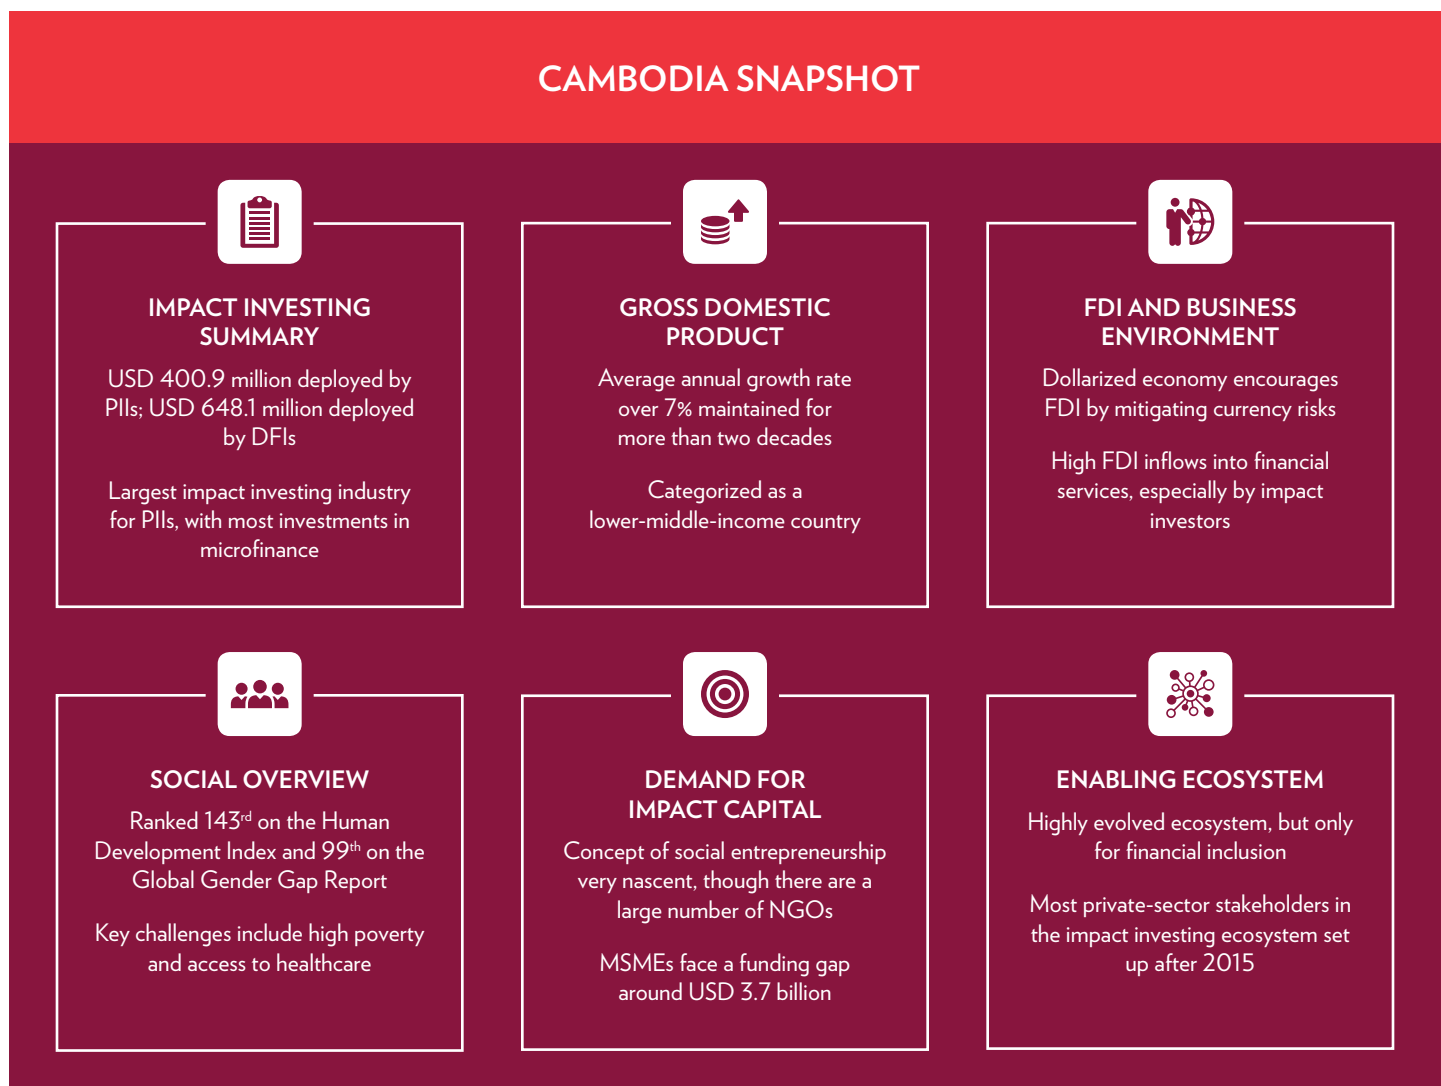 CAMBODIA SNAPSHOT
IMPACT INVESTING
SUMMARY
USD 400.9 million deployed by
PIIs; USD 648.1 million deployed
by DFIs
Largest impact investing industry
for PIIs, with most investments in
microfinance
GROSS DOMESTIC
PRODUCT
Average annual growth rate
over 7% maintained for
more than two decades
Categorized as a
lower-middle-income country
FDI AND BUSINESS
ENVIRONMENT
Dollarized economy encourages
FDI by mitigating currency risks
High FDI inflows into financial
services, especially by impact
investors
SOCIAL OVERVIEW
Ranked 143rd on the Human
Development Index and 99th on the
Global Gender Gap Report
Key challenges include high poverty
and access to healthcare
DEMAND FOR
IMPACT CAPITAL
Concept of social entrepreneurship
very nascent, though there are a
large number of NGOs
MSMEs face a funding gap
around USD 3.7 billion
ENABLING ECOSYSTEM
Highly evolved ecosystem, but only
for financial inclusion
Most private-sector stakeholders in
the impact investing ecosystem set
up after 2015